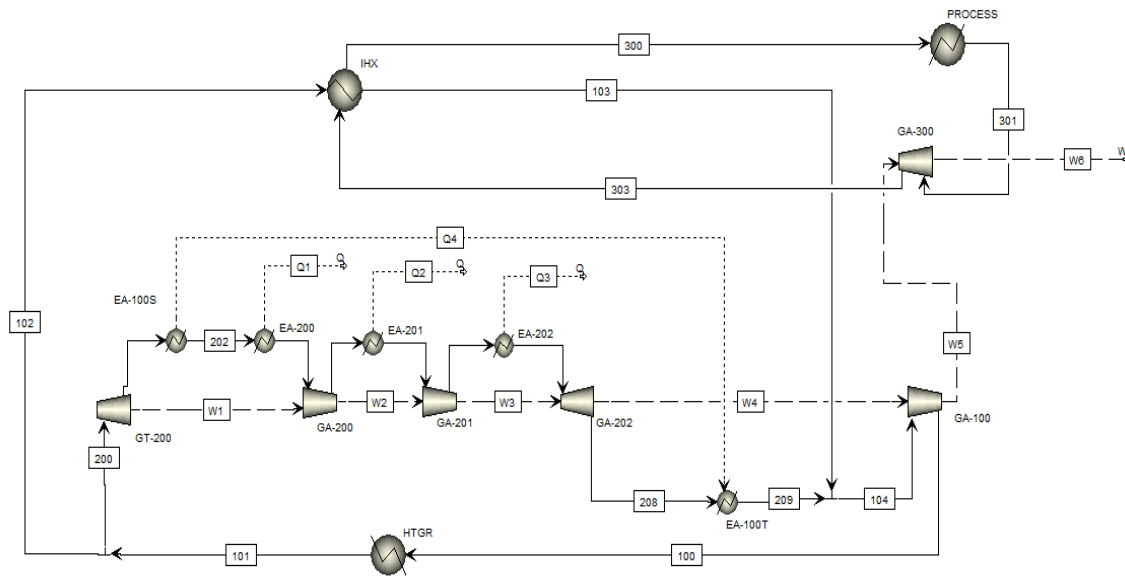 PROCESS
300
IHX
103
301
GA-300
W6
W
303
Q4
Q1
Q
Q2
Q
Q3
Q
EA-100S
102
202
EA-200
EA-201
EA-202
W5
W1
W2
W3
W4
GT-200
GA-200
GA-201
GA-202
GA-100
200
208
209
104
EA-100T
HTGR
101
100